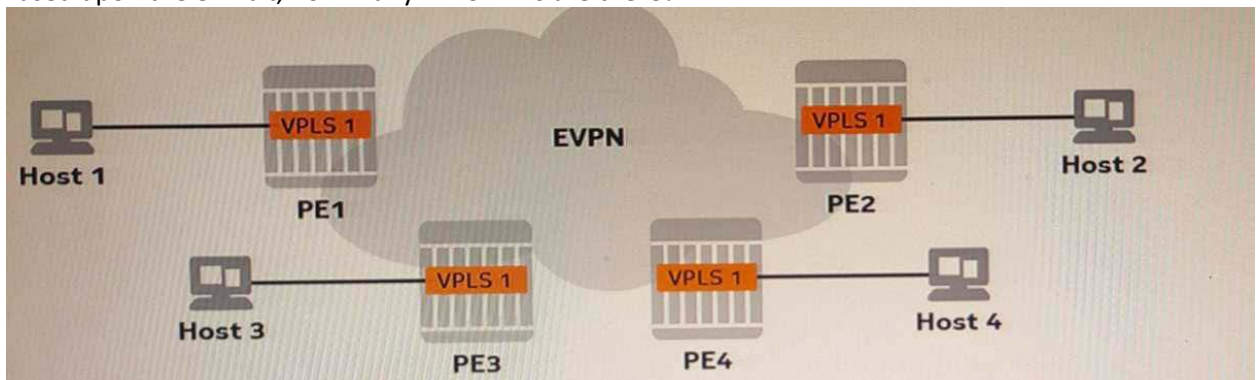 VPLS 1
EVPN
VPLS 1
Host 1
PE1
PE2
Host 2
VPLS 1
VPLS 1
Host 3
PE3
PE4
Host 4